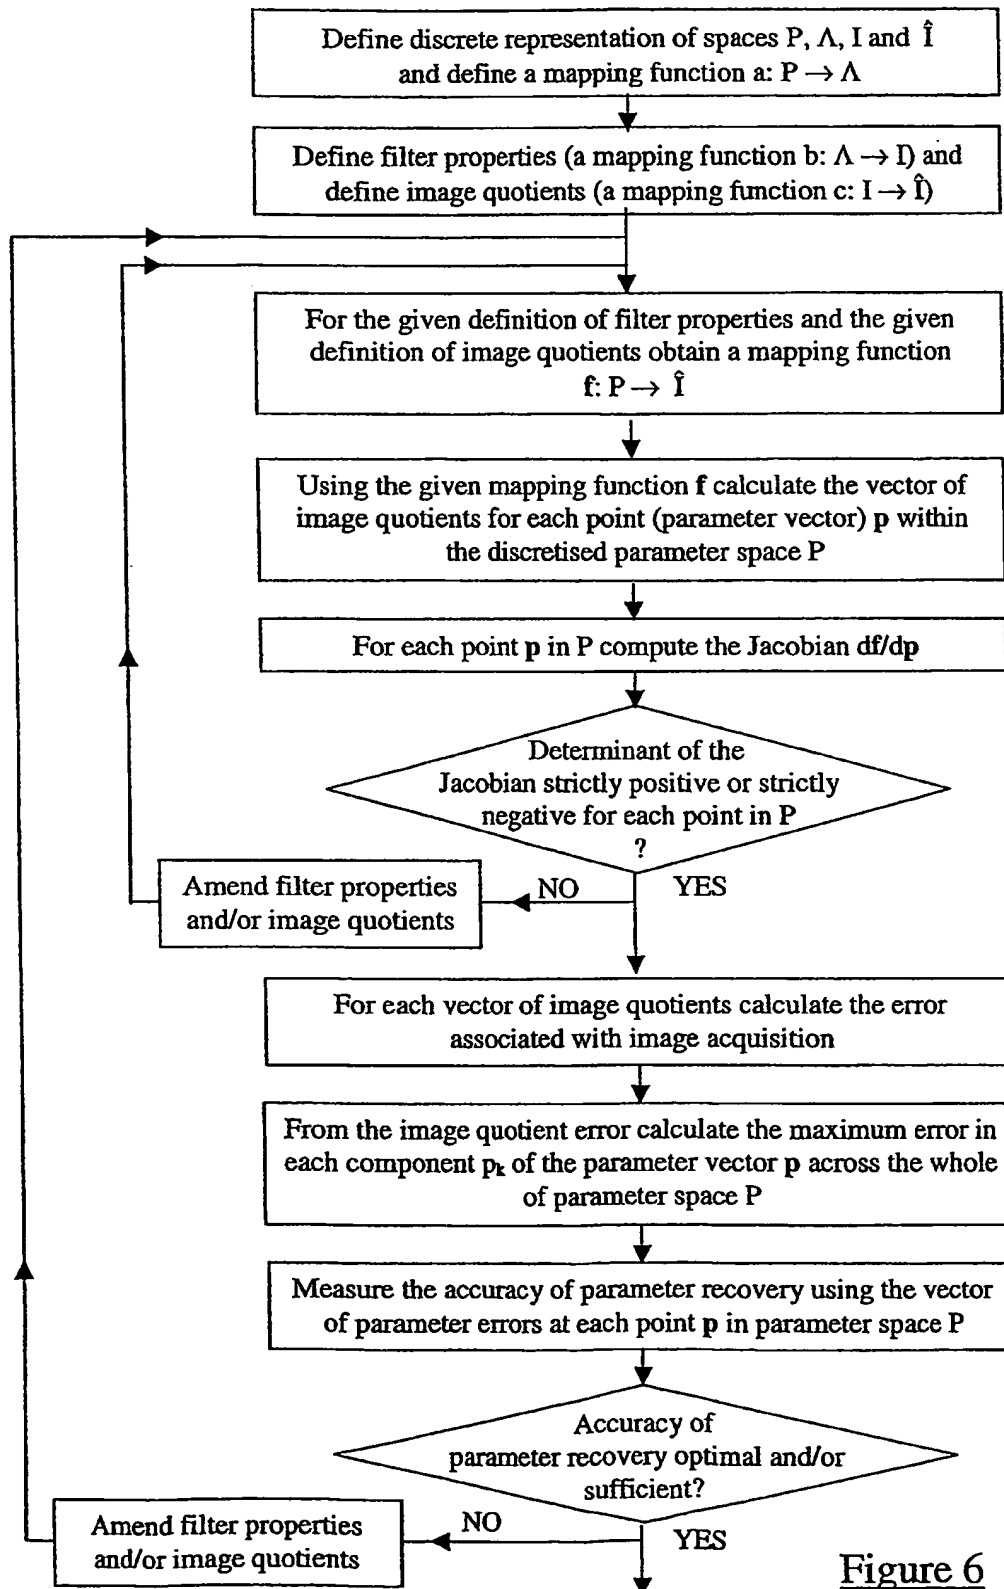 Define discrete representation of spaces P, Λ, I and Î
and define a mapping function a: P → Λ
Define filter properties (a mapping function b: Λ → I) and
define image quotients (a mapping function c: I → Î)
For the given definition of filter properties and the given
definition of image quotients obtain a mapping function
f: P → Î
Using the given mapping function f calculate the vector of
image quotients for each point (parameter vector) p within
the discretised parameter space P
For each point p in P compute the Jacobian df/dp
Determinant of the
Jacobian strictly positive or strictly
negative for each point in P
?
NO
YES
Amend filter properties
and/or image quotients
For each vector of image quotients calculate the error
associated with image acquisition
From the image quotient error calculate the maximum error in
each component pₖ of the parameter vector p across the whole
of parameter space P
Measure the accuracy of parameter recovery using the vector
of parameter errors at each point p in parameter space P
Accuracy of
parameter recovery optimal and/or
sufficient?
NO
YES
Amend filter properties
and/or image quotients
Figure 6